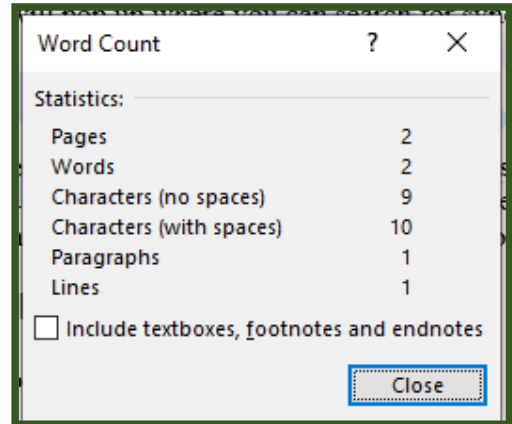 Word Count ? ×
Statistics:
Pages 2
Words 2
Characters (no spaces) 9
Characters (with spaces) 10
Paragraphs 1
Lines 1
Include textboxes, footnotes and endnotes
Close